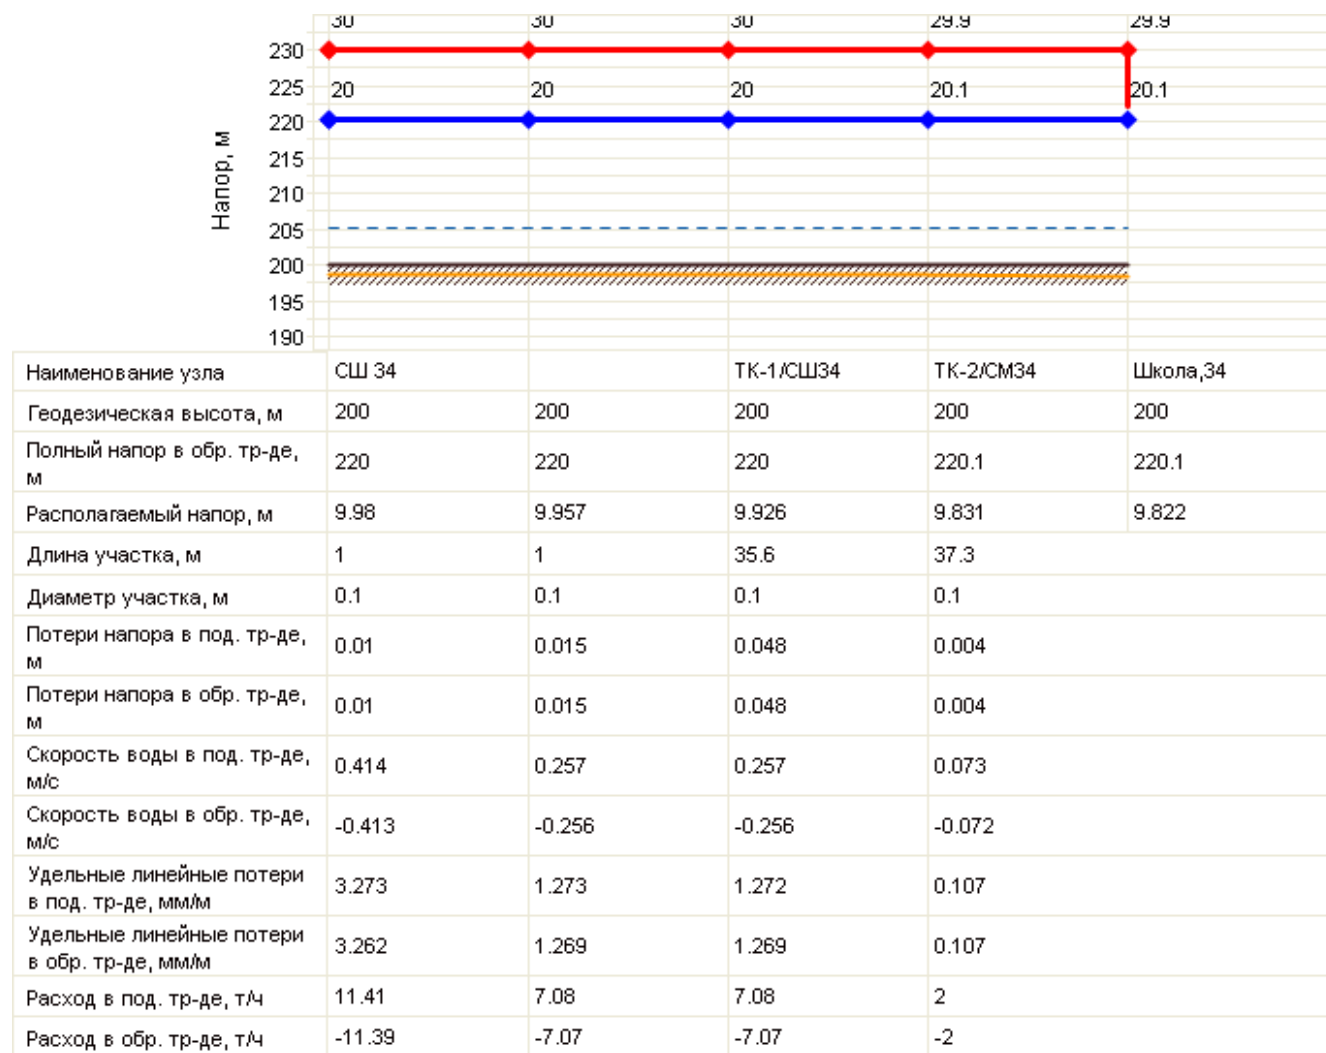 30 30 30 29.9 29.9
230
225 20 20 20 20.1 20.1
220
215
210
205
200
195
190
Напор, м
Наименование узла СШ 34 ТК-1/СШ34 ТК-2/СМ34 Школа,34
Геодезическая высота, м 200 200 200 200 200
Полный напор в обр. тр-де,
м 220 220 220 220.1 220.1
Располагаемый напор, м 9.98 9.957 9.926 9.831 9.822
Длина участка, м 1 1 35.6 37.3
Диаметр участка, м 0.1 0.1 0.1 0.1
Потери напора в под. тр-де,
м 0.01 0.015 0.048 0.004
Потери напора в обр. тр-де,
м 0.01 0.015 0.048 0.004
Скорость воды в под. тр-де,
м/с 0.414 0.257 0.257 0.073
Скорость воды в обр. тр-де,
м/с -0.413 -0.256 -0.256 -0.072
Удельные линейные потери
в под. тр-де, мм/м 3.273 1.273 1.272 0.107
Удельные линейные потери
в обр. тр-де, мм/м 3.262 1.269 1.269 0.107
Расход в под. тр-де, т/ч 11.41 7.08 7.08 2
Расход в обр. тр-де, т/ч -11.39 -7.07 -7.07 -2